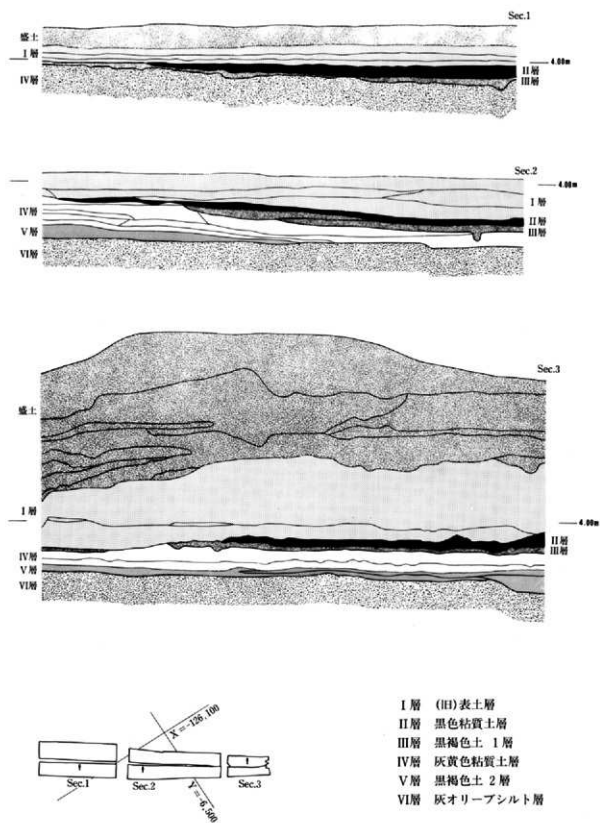 Sec.1
盛土
I層
4.00m
II層
IV層
III層
Sec.2
4.00m
I層
IV層
II層
III層
V層
VI層
Sec.3
盛土
I層
4.00m
II層
III層
IV層
V層
VI層
X=-126,100
Y=-6,500
Sec.1
Sec.2
Sec.3
I層 (旧)表土層
II層 黒色粘質土層
III層 黒褐色土 1層
IV層 灰黄色粘質土層
V層 黒褐色土 2層
VI層 灰オリーブシルト層